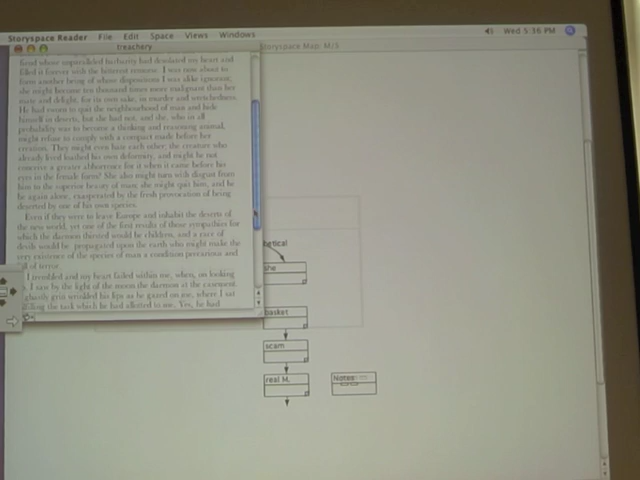 Storyspace Reader File Edit Space Views Windows Wed 5:36 PM
treachery
Storyspace Map: M/S
fiend whose unparalleled barbarity had desolated my heart and
filled it forever with the bitterest remorse. I was now about to
form another being of whose dispositions I was alike ignorant;
she might become ten thousand times more malignant than her
mate and delight, for its own sake, in murder and wretchedness.
He had sworn to quit the neighbourhood of man and hide
himself in deserts, but she had not, and she, who in all
probability was to become a thinking and reasoning animal,
might refuse to comply with a compact made before her
creation. They might even hate each other; the creature who
already lived loathed his own deformity, and might he not
conceive a greater abhorrence for it when it came before his
eyes in the female form? She also might turn with disgust from
him to the superior beauty of man; she might quit him, and he
be again alone, exasperated by the fresh provocation of being
deserted by one of his own species.
Even if they were to leave Europe and inhabit the deserts of
the new world, yet one of the first results of those sympathies for
which the daemon thirsted would be children, and a race of
devils would be propagated upon the earth who might make the
very existence of the species of man a condition precarious and
of terror.
I trembled and my heart failed within me, when, on looking
I saw by the light of the moon the daemon at the casement.
ghastly grin wrinkled his lips as he gazed on me, where I sat
the task which he had allotted to me. Yes, he had
hetical
she
basket
scam
real M.
Notes